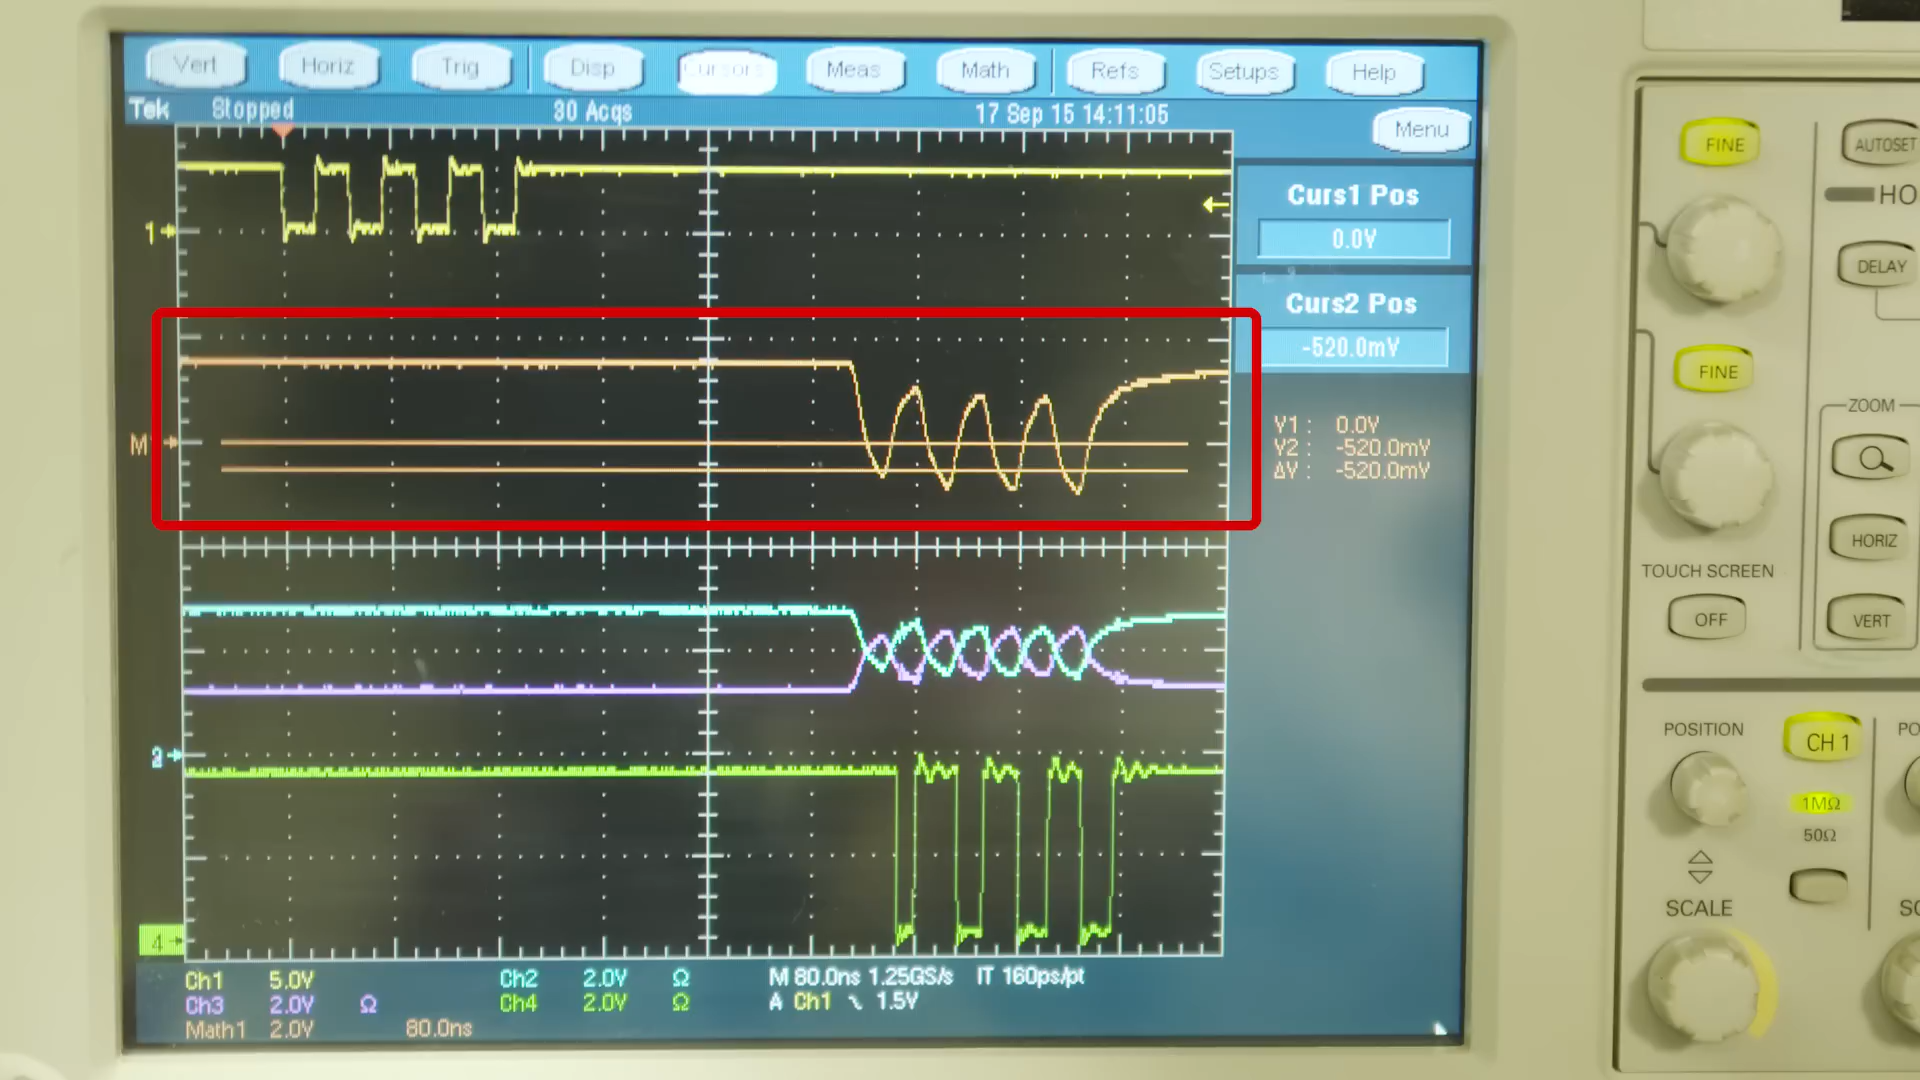 Vert Horiz Trig Disp Cursors Meas Math Refs Setups Help
Tek Stopped 30 Acqs 17 Sep 15 14:11:05
Menu
Curs1 Pos
0.0V
Curs2 Pos
-520.0mV
Y1 : 0.0V
Y2 : -520.0mV
ΔY : -520.0mV
1
M
4
Ch1 5.0V Ch2 2.0V Ω M 80.0ns 1.25GS/s IT 160ps/pt
Ch3 2.0V Ω Ch4 2.0V Ω A Ch1 1.5V
Math1 2.0V 80.0ns
FINE
AUTOSET
HO
DELAY
FINE
ZOOM
HORIZ
TOUCH SCREEN
OFF
VERT
POSITION
CH 1
PO
1MΩ
50Ω
SCALE
SC